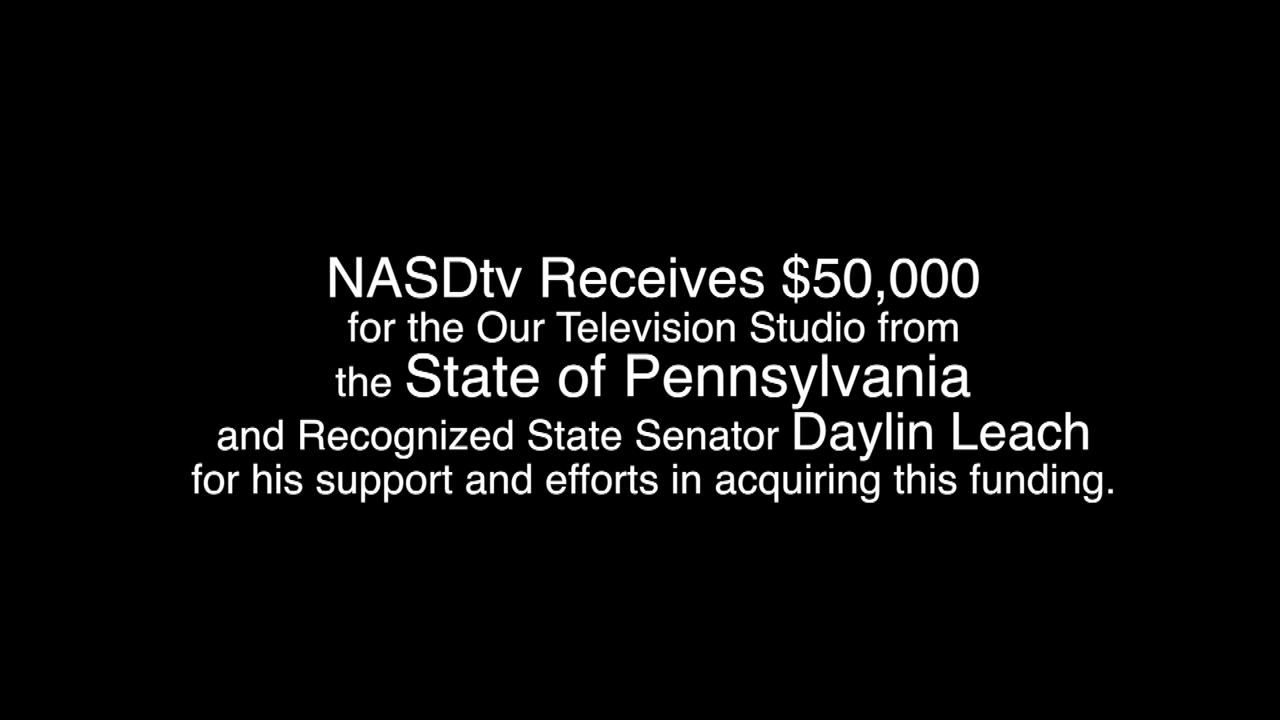 NASDtv Receives $50,000
for the Our Television Studio from
the State of Pennsylvania
and Recognized State Senator Daylin Leach
for his support and efforts in acquiring this funding.